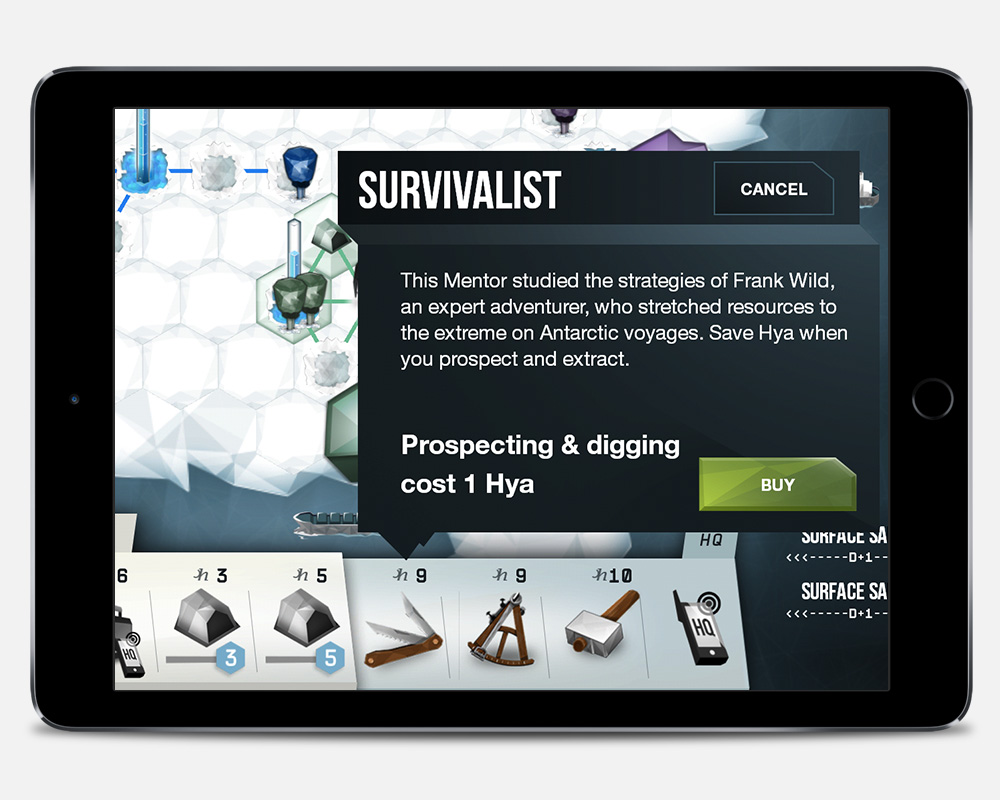 SURVIVALIST
CANCEL
This Mentor studied the strategies of Frank Wild,
an expert adventurer, who stretched resources to
the extreme on Antarctic voyages. Save Hya when
you prospect and extract.
Prospecting & digging
cost 1 Hya
BUY
HQ
SURFACE SA
<<<-----D+1--
SURFACE SA
<<<-----D+1--
6
h 3
h 5
h 9
h 9
h10
HQ
3
5
HQ